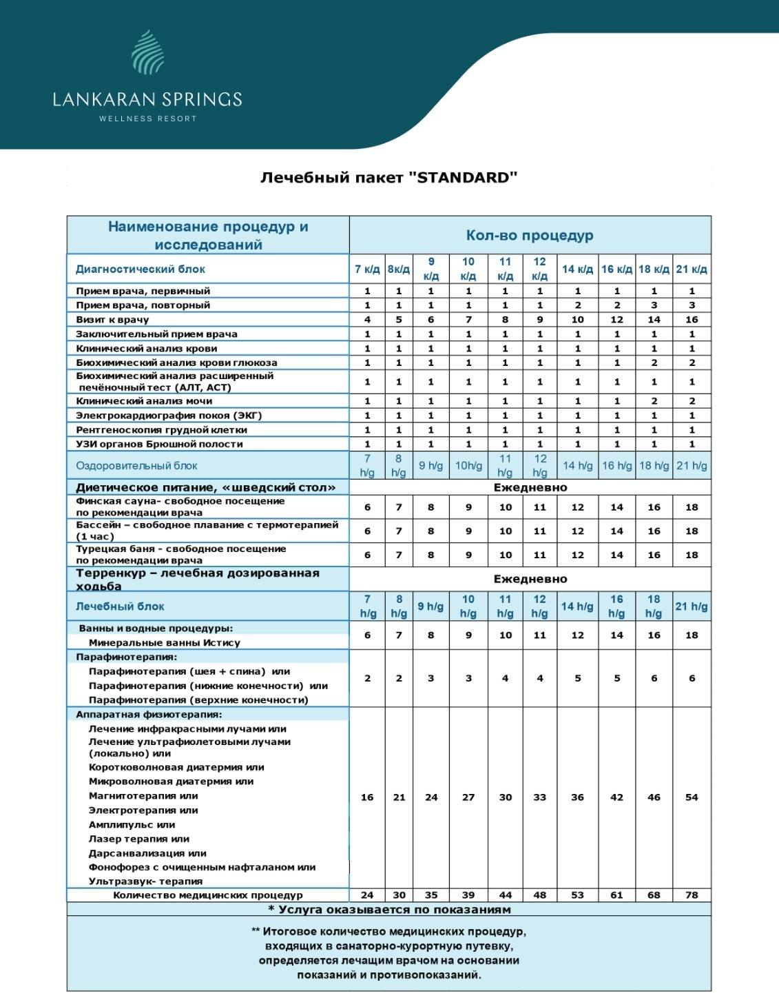 LANKARAN SPRINGS
WELLNESS RESORT
Лечебный пакет "STANDARD"
Наименование процедур и исследований Кол-во процедур
Диагностический блок 7 к/д 8к/д 9 к/д 10 к/д 11 к/д 12 к/д 14 к/д 16 к/д 18 к/д 21 к/д
Прием врача, первичный 1 1 1 1 1 1 1 1 1 1
Прием врача, повторный 1 1 1 1 1 1 2 2 3 3
Визит к врачу 4 5 6 7 8 9 10 12 14 16
Заключительный прием врача 1 1 1 1 1 1 1 1 1 1
Клинический анализ крови 1 1 1 1 1 1 1 1 1 1
Биохимический анализ крови глюкоза 1 1 1 1 1 1 1 1 2 2
Биохимический анализ расширенный
печёночный тест (АЛТ, АСТ) 1 1 1 1 1 1 1 1 1 1
Клинический анализ мочи 1 1 1 1 1 1 1 1 2 2
Электрокардиография покоя (ЭКГ) 1 1 1 1 1 1 1 1 1 1
Рентгеноскопия грудной клетки 1 1 1 1 1 1 1 1 1 1
УЗИ органов Брюшной полости 1 1 1 1 1 1 1 1 1 1
Оздоровительный блок 7 h/g 8 h/g 9 h/g 10h/g 11 h/g 12 h/g 14 h/g 16 h/g 18 h/g 21 h/g
Диетическое питание, «шведский стол» Ежедневно
Финская сауна- свободное посещение
по рекомендации врача 6 7 8 9 10 11 12 14 16 18
Бассейн – свободное плавание с термотерапией
(1 час) 6 7 8 9 10 11 12 14 16 18
Турецкая баня - свободное посещение
по рекомендации врача 6 7 8 9 10 11 12 14 16 18
Терренкур – лечебная дозированная
ходьба Ежедневно
Лечебный блок 7 h/g 8 h/g 9 h/g 10 h/g 11 h/g 12 h/g 14 h/g 16 h/g 18 h/g 21 h/g
Ванны и водные процедуры:
Минеральные ванны Истису 6 7 8 9 10 11 12 14 16 18
Парафинотерапия:
Парафинотерапия (шея + спина) или
Парафинотерапия (нижние конечности) или
Парафинотерапия (верхние конечности) 2 2 3 3 4 4 5 5 6 6
Аппаратная физиотерапия:
Лечение инфракрасными лучами или
Лечение ультрафиолетовыми лучами
(локально) или
Коротковолновая диатермия или
Микроволновая диатермия или
Магнитотерапия или
Электротерапия или
Амплипульс или
Лазер терапия или
Дарсанвализация или
Фонофорез с очищенным нафталаном или
Ультразвук- терапия 16 21 24 27 30 33 36 42 46 54
Количество медицинских процедур 24 30 35 39 44 48 53 61 68 78
* Услуга оказывается по показаниям
** Итоговое количество медицинских процедур,
входящих в санаторно-курортную путевку,
определяется лечащим врачом на основании
показаний и противопоказаний.